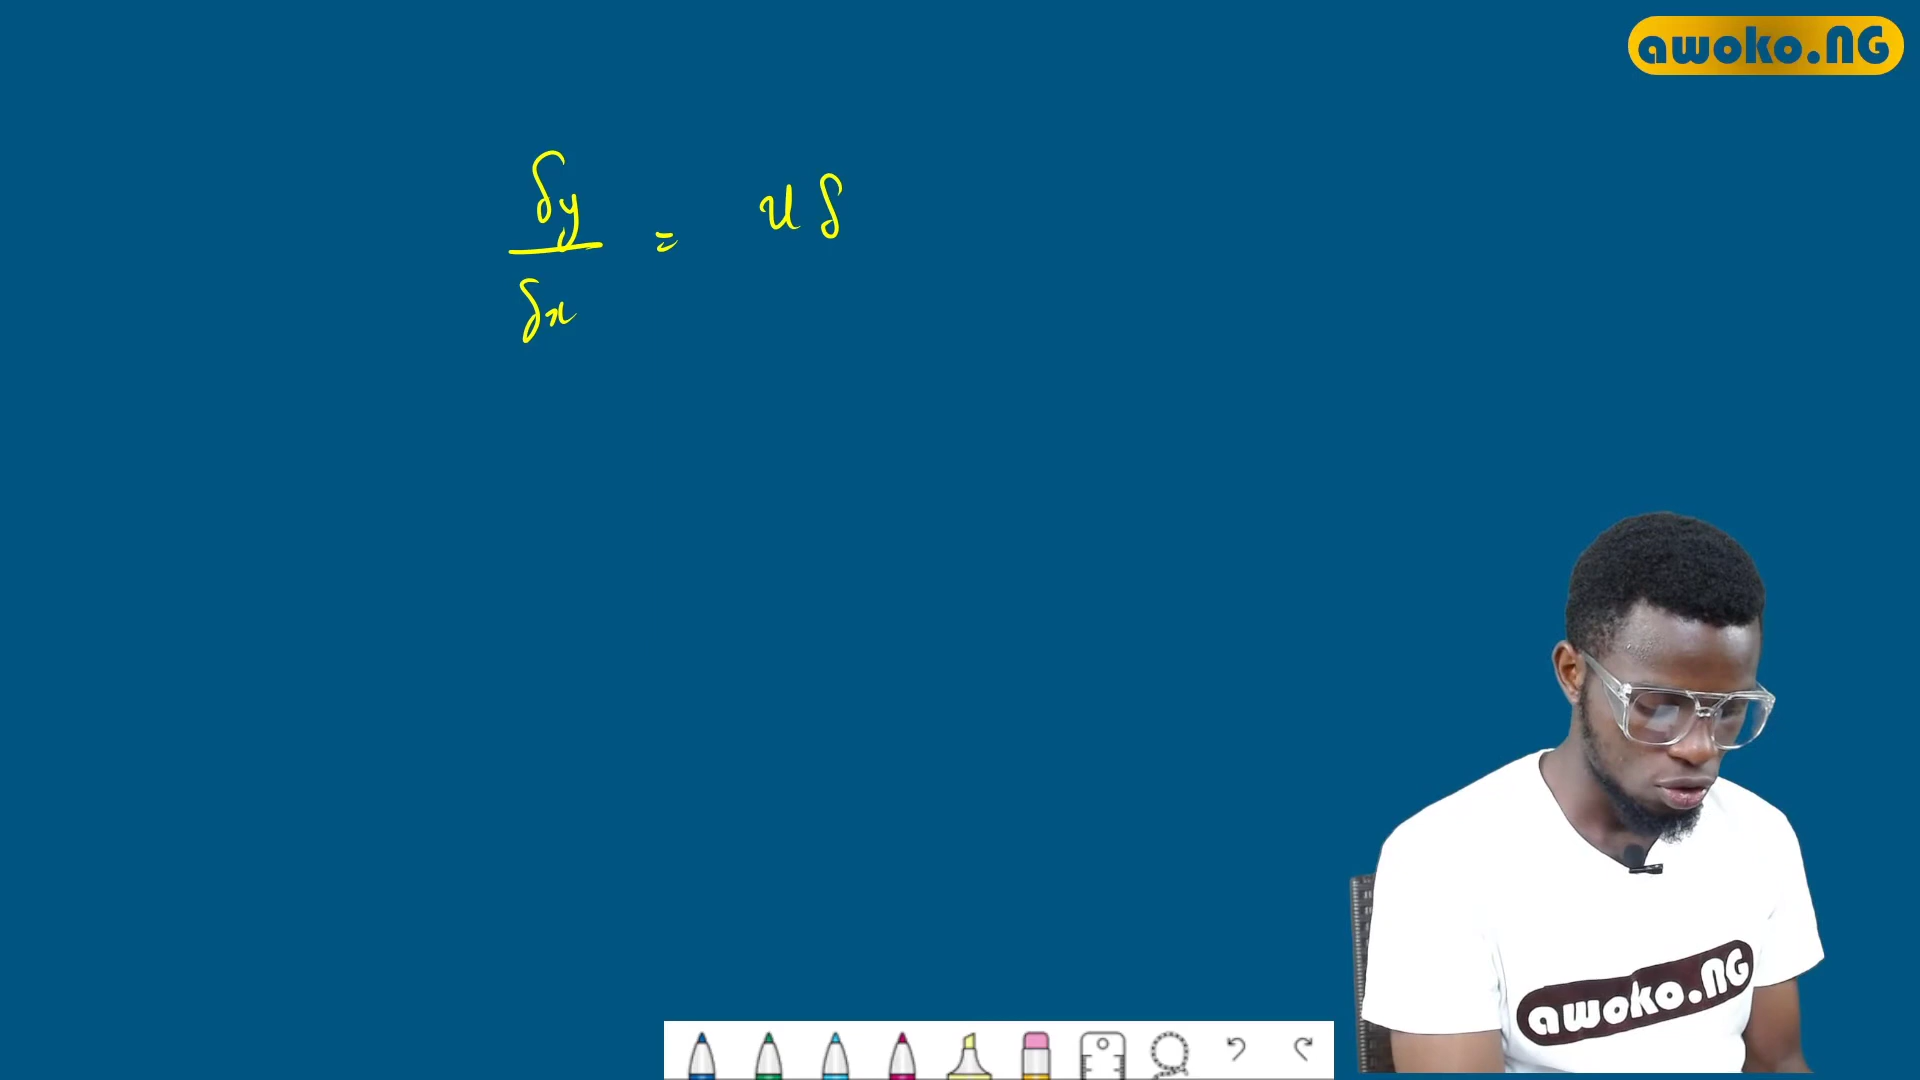 awoko.NG
δy = u δ
δx
awoko.NG